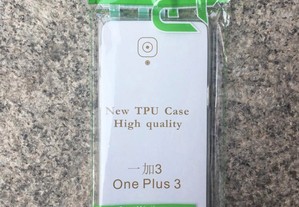 New TPU Case
High quality
一加3
One Plus 3